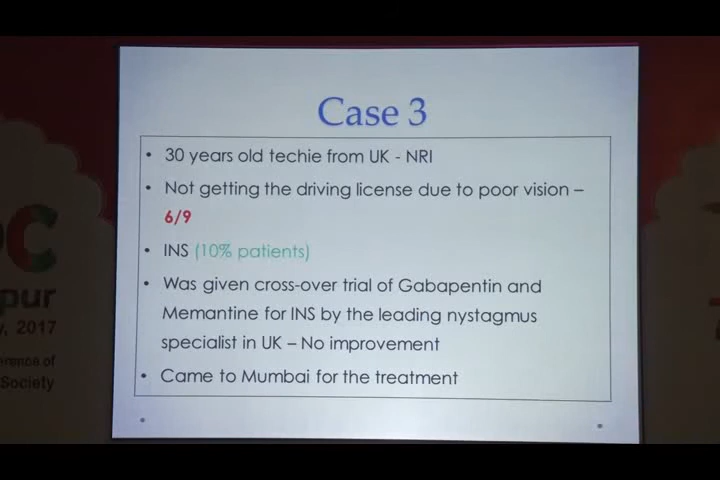 Case 3
• 30 years old techie from UK - NRI
• Not getting the driving license due to poor vision –
6/9
• INS (10% patients)
• Was given cross-over trial of Gabapentin and
Memantine for INS by the leading nystagmus
specialist in UK – No improvement
• Came to Mumbai for the treatment
C
pur
, 2017
erence of
Society